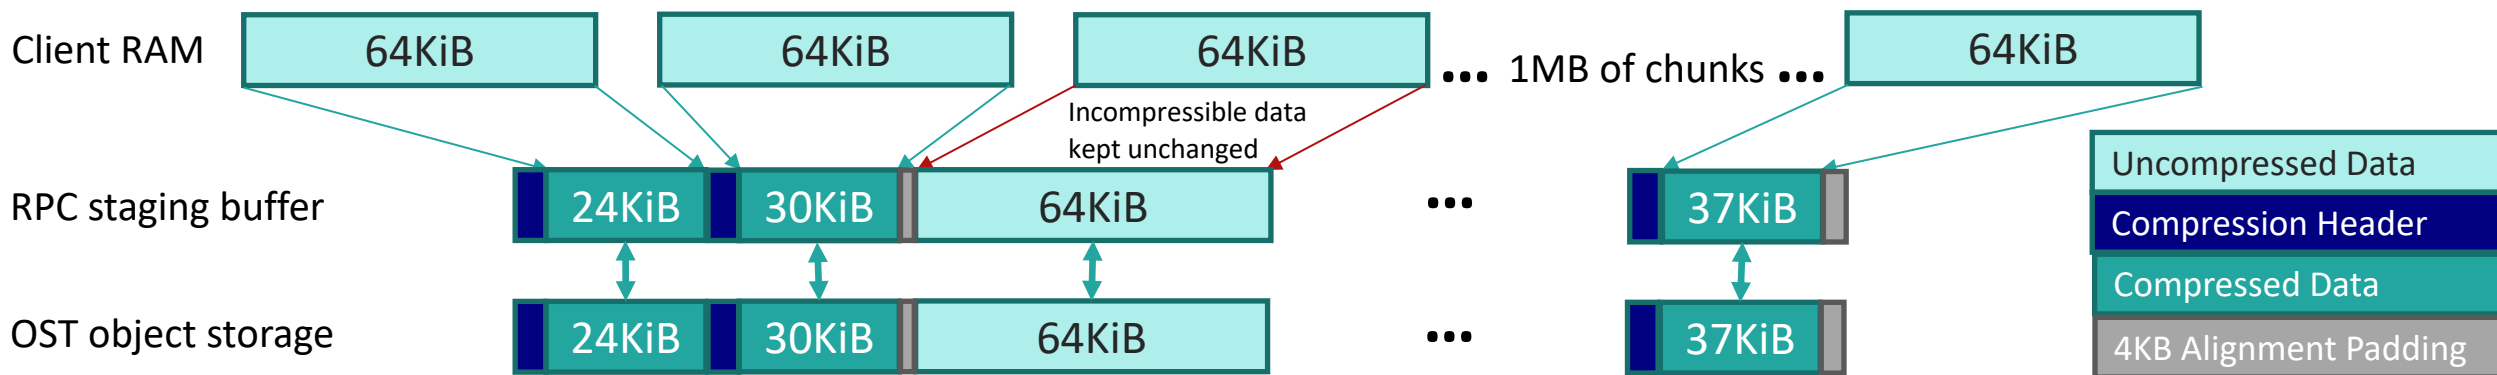 Client RAM
64KiB
64KiB
64KiB
... 1MB of chunks ...
64KiB
Incompressible data
kept unchanged
RPC staging buffer
24KiB
30KiB
64KiB
...
37KiB
OST object storage
24KiB
30KiB
64KiB
...
37KiB
Uncompressed Data
Compression Header
Compressed Data
4KB Alignment Padding